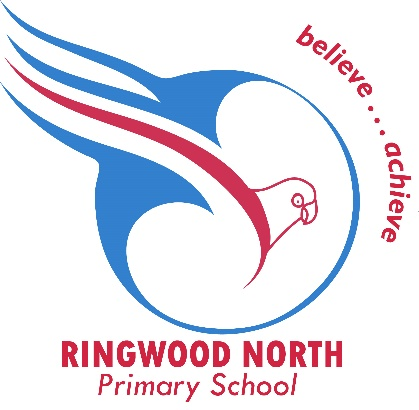 believe . . . achieve
RINGWOOD NORTH
Primary School